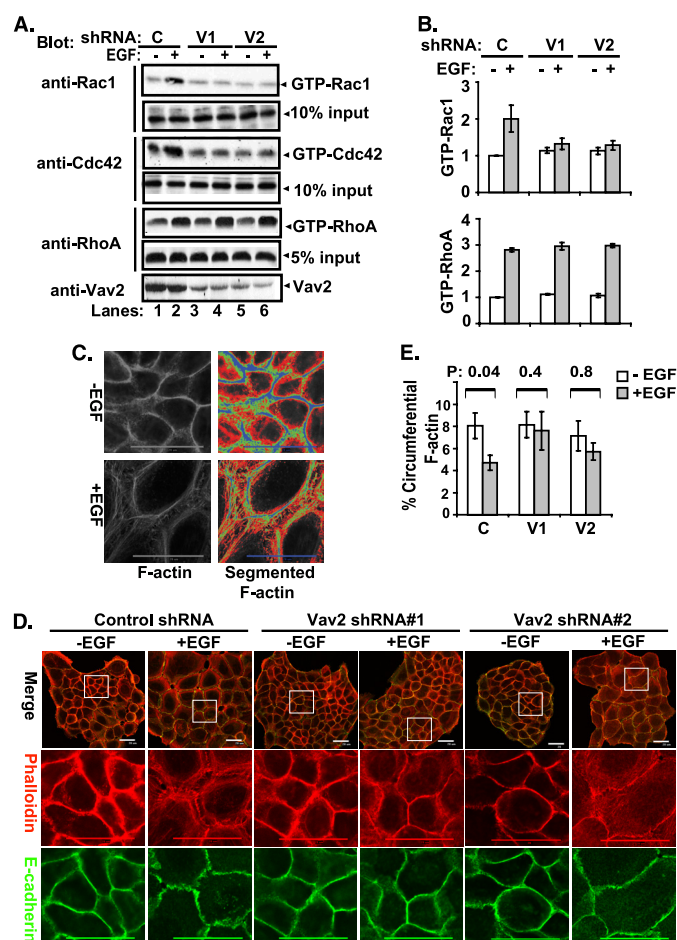 A.
Blot: shRNA: C V1 V2
EGF: - + - + - +
anti-Rac1
GTP-Rac1
10% input
anti-Cdc42
GTP-Cdc42
10% input
anti-RhoA
GTP-RhoA
5% input
anti-Vav2
Vav2
Lanes: 1 2 3 4 5 6
B.
shRNA: C V1 V2
EGF: - + - + - +
GTP-Rac1
2
1
0
GTP-RhoA
4
3
2
1
0
C.
-EGF
+EGF
F-actin
Segmented
F-actin
E.
P: 0.04 0.4 0.8
- EGF
+EGF
% Circumferential
F-actin
10
8
6
4
2
0
C V1 V2
D.
Control shRNA Vav2 shRNA#1 Vav2 shRNA#2
-EGF +EGF -EGF +EGF -EGF +EGF
Merge
Phalloidin
E-cadherin